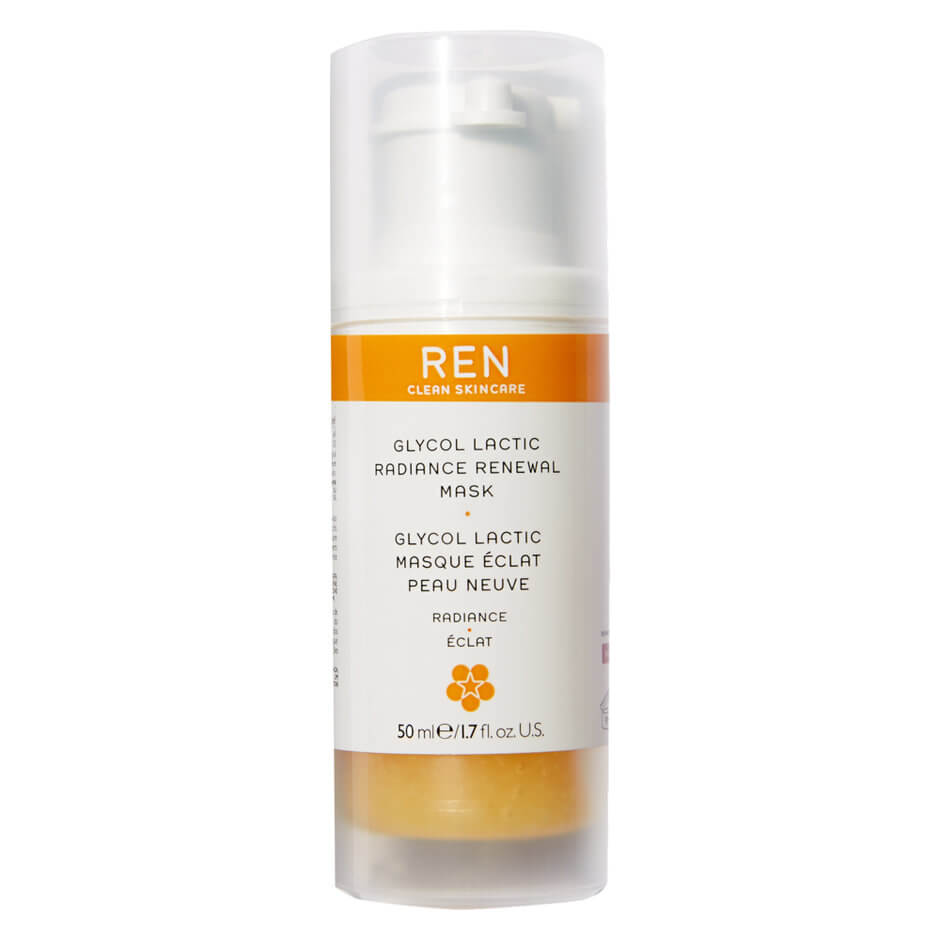 REN
CLEAN SKINCARE
GLYCOL LACTIC
RADIANCE RENEWAL
MASK
GLYCOL LACTIC
MASQUE ÉCLAT
PEAU NEUVE
RADIANCE
ÉCLAT
50 ml℮/1.7 fl. oz. U.S.